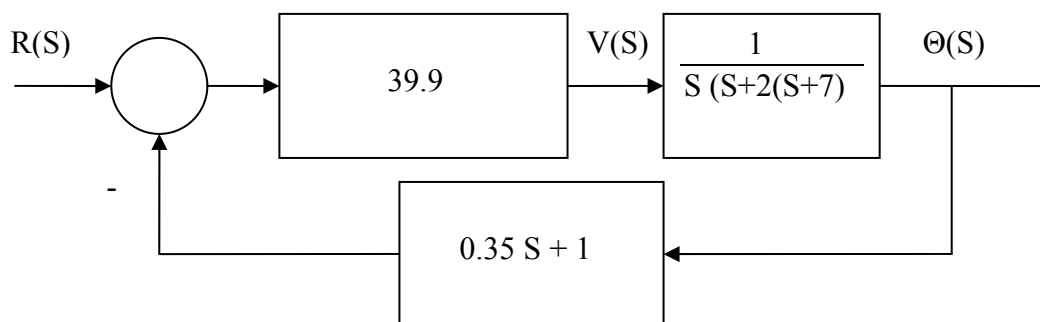 R(S)
39.9
V(S)
1
S (S+2(S+7)
Θ(S)
-
0.35 S + 1